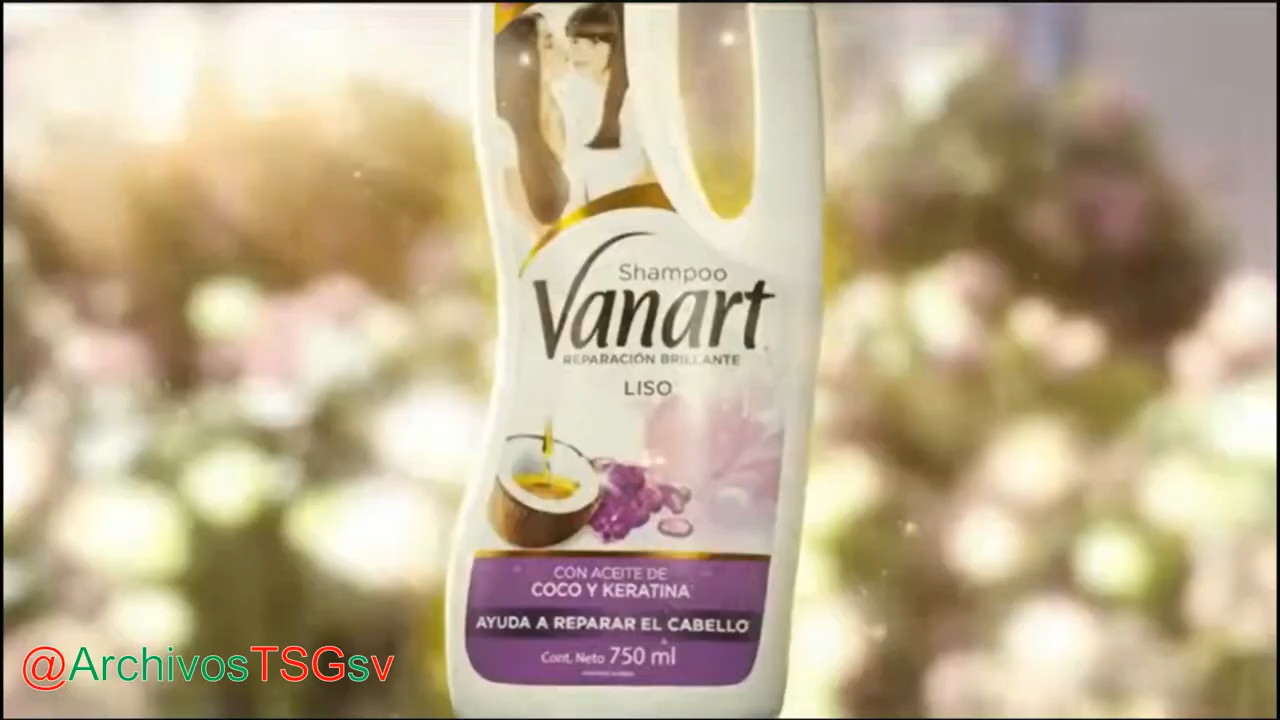 Shampoo
Vanart
REPARACIÓN BRILLANTE
LISO
CON ACEITE DE
COCO Y KERATINA
AYUDA A REPARAR EL CABELLO
Cont. Neto 750 ml
@ArchivosTSGsv